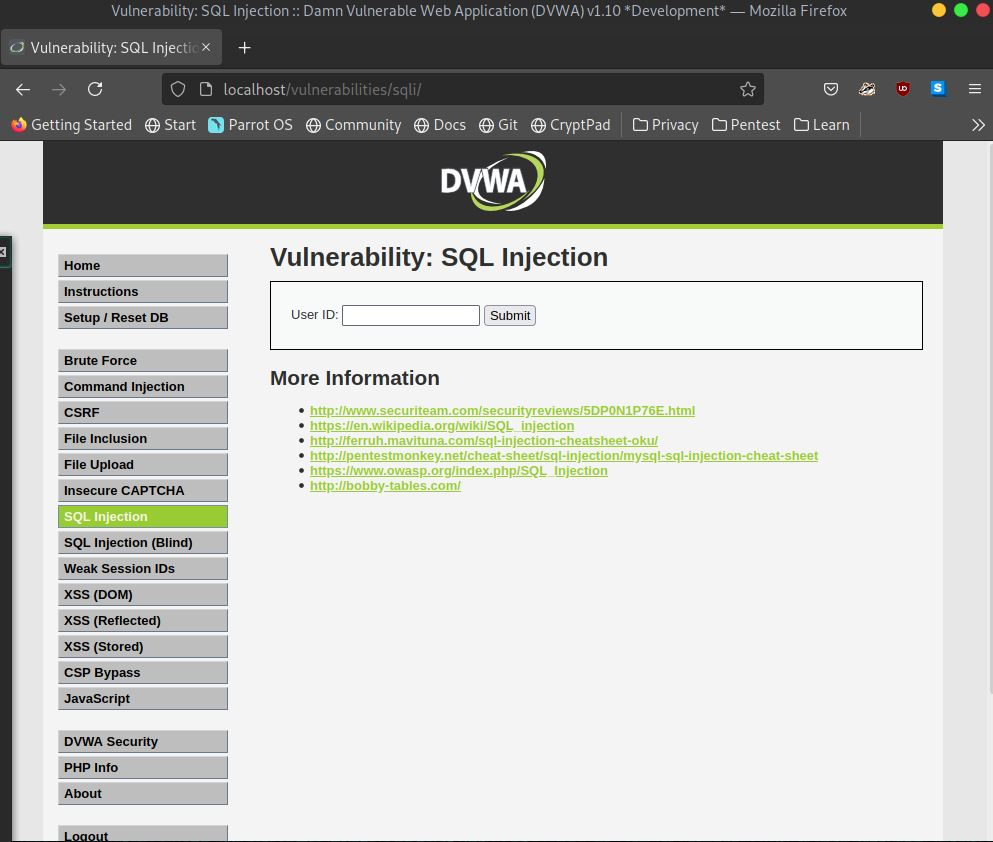 Vulnerability: SQL Injection :: Damn Vulnerable Web Application (DVWA) v1.10 *Development* — Mozilla Firefox
Vulnerability: SQL Injectio
localhost/vulnerabilities/sqli/
Getting Started Start Parrot OS Community Docs Git CryptPad Privacy Pentest Learn
DVWA
Vulnerability: SQL Injection
User ID: Submit
More Information
http://www.securiteam.com/securityreviews/5DP0N1P76E.html
https://en.wikipedia.org/wiki/SQL_injection
http://ferruh.mavituna.com/sql-injection-cheatsheet-oku/
http://pentestmonkey.net/cheat-sheet/sql-injection/mysql-sql-injection-cheat-sheet
https://www.owasp.org/index.php/SQL_Injection
http://bobby-tables.com/
Home
Instructions
Setup / Reset DB
Brute Force
Command Injection
CSRF
File Inclusion
File Upload
Insecure CAPTCHA
SQL Injection
SQL Injection (Blind)
Weak Session IDs
XSS (DOM)
XSS (Reflected)
XSS (Stored)
CSP Bypass
JavaScript
DVWA Security
PHP Info
About
Logout